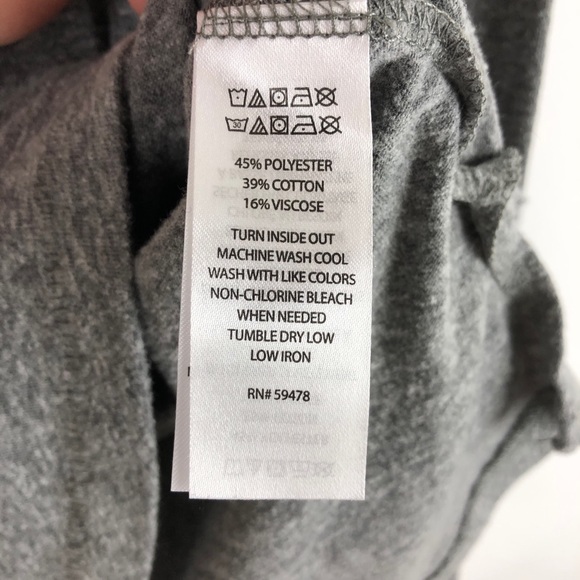 30
45% POLYESTER
39% COTTON
16% VISCOSE
TURN INSIDE OUT
MACHINE WASH COOL
WASH WITH LIKE COLORS
NON-CHLORINE BLEACH
WHEN NEEDED
TUMBLE DRY LOW
LOW IRON
RN# 59478